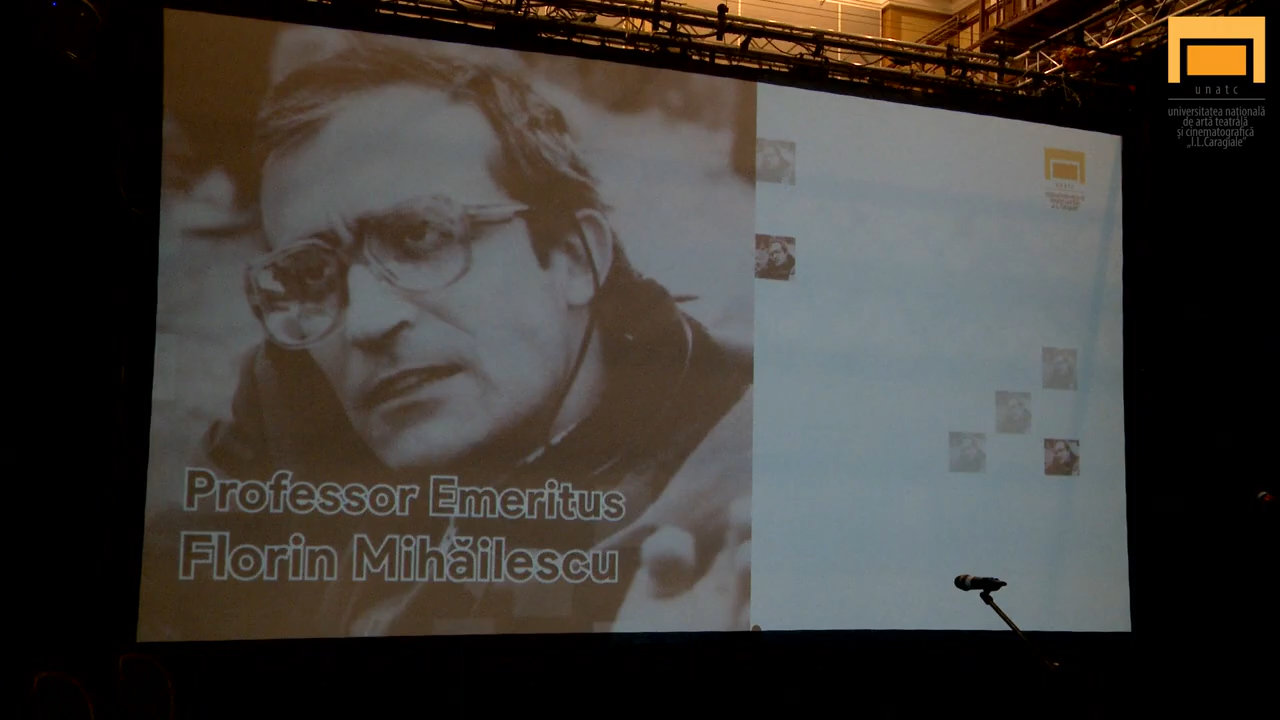 Professor Emeritus
Florin Mihăilescu
unatc
universitatea națională
de artă teatrală
și cinematografică
„I.L.Caragiale”